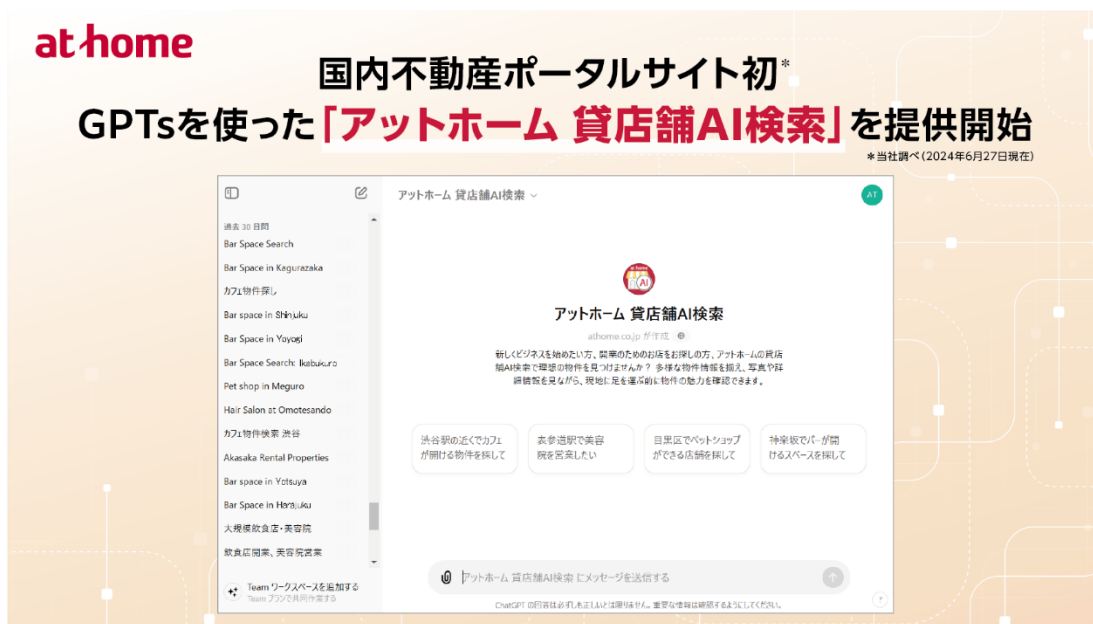 at home
国内不動産ポータルサイト初*
GPTsを使った「アットホーム 貸店舗AI検索」を提供開始
*当社調べ(2024年6月27日現在)
アットホーム 貸店舗AI検索
AT
過去 30 日間
Bar Space Search
Bar Space in Kagurazaka
カフェ物件探し
Bar space in Shinjuku
Bar Space in Yoyogi
Bar Space Search: Ikebukuro
Pet shop in Meguro
Hair Salon at Omotesando
カフェ物件検索 渋谷
Akasaka Rental Properties
Bar space in Yotsuya
Bar Space in Harajuku
大規模飲食店・美容院
飲食店開業、美容院営業
Team ワークスペースを追加する
Team プランで共同作業する
at home
AI
アットホーム 貸店舗AI検索
athome.co.jp が作成
新しくビジネスを始めたい方、開業のためのお店をお探しの方、アットホームの貸店
舗AI検索で理想の物件を見つけませんか? 多様な物件情報を揃え、写真や詳
細情報を見ながら、現地に足を運ぶ前に物件の魅力を確認できます。
渋谷駅の近くでカフェ
が開ける物件を探して
表参道駅で美容
院を営業したい
目黒区でペットショップ
ができる店舗を探して
神楽坂でバーが開
けるスペースを探して
アットホーム 貸店舗AI検索 にメッセージを送信する
ChatGPT の回答は必ずしも正しいとは限りません。重要な情報は確認するようにしてください。
?